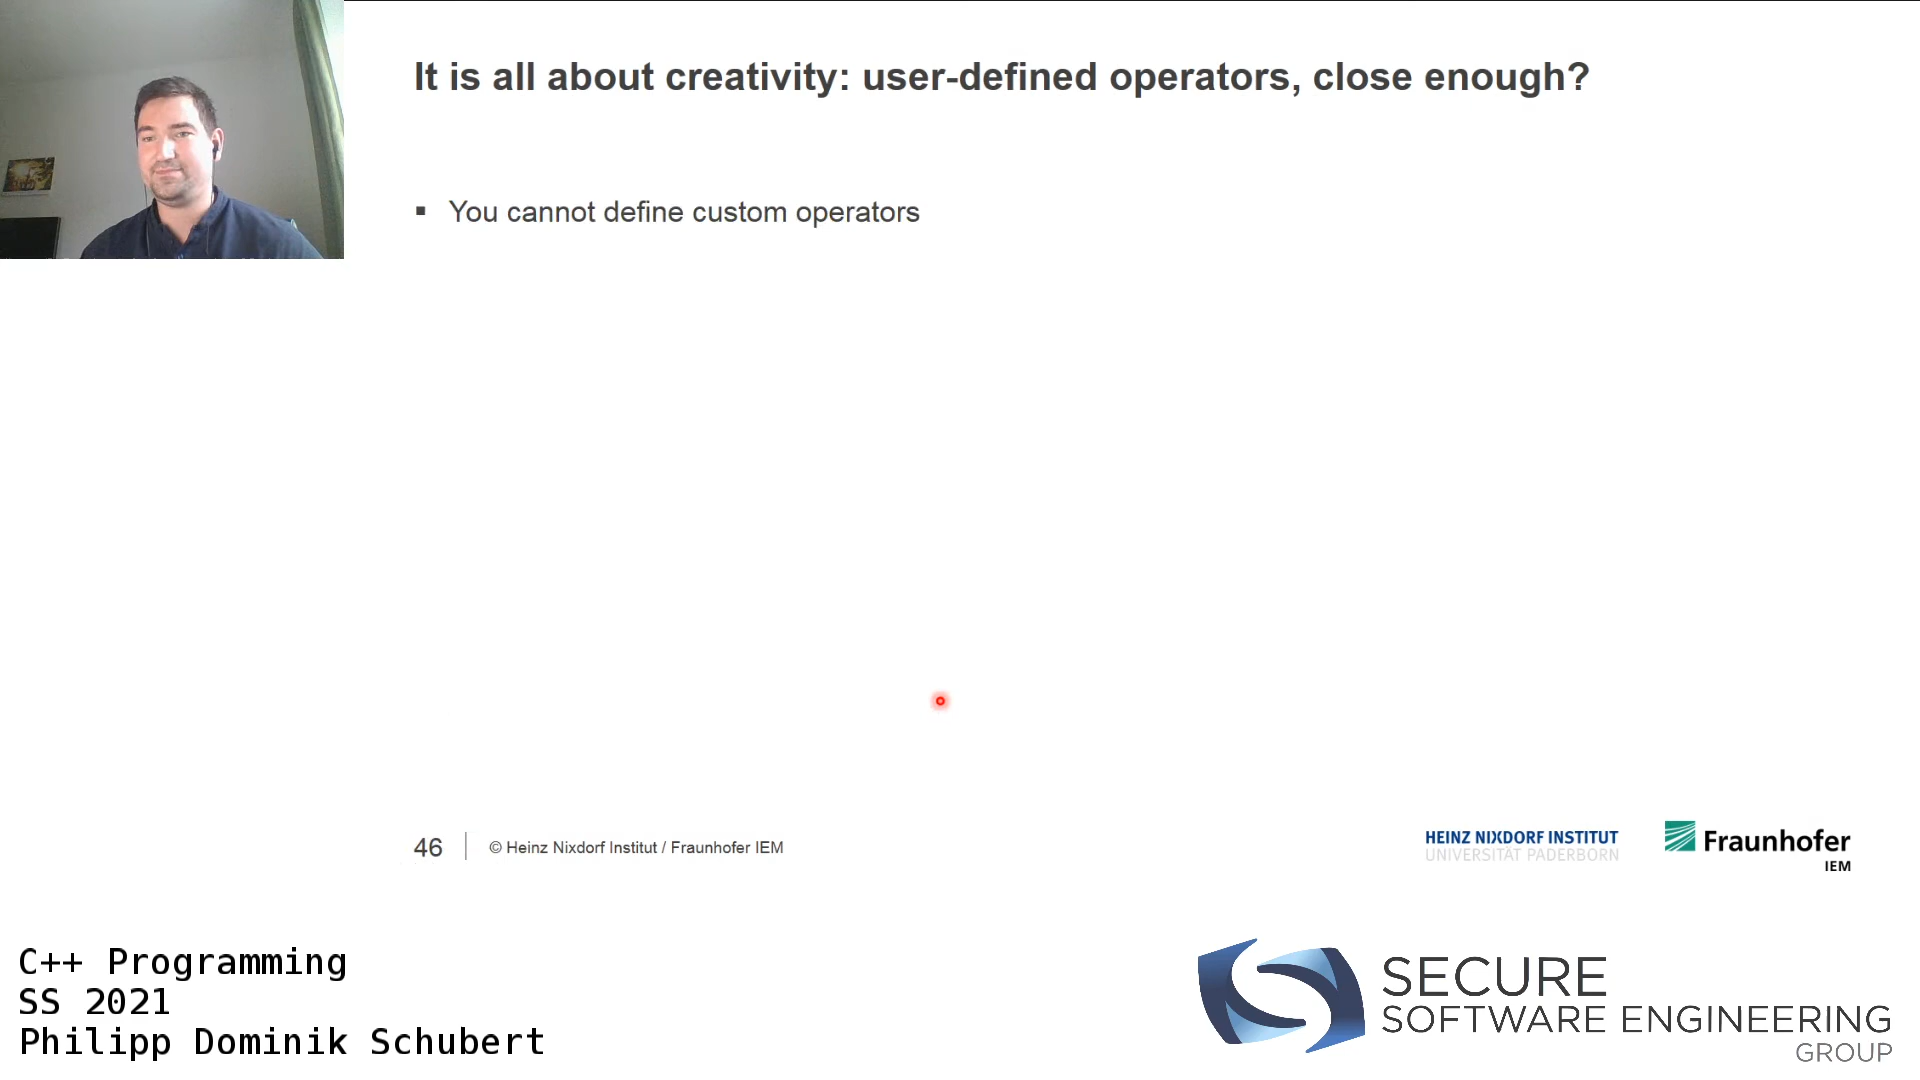 It is all about creativity: user-defined operators, close enough?
▪ You cannot define custom operators
46
© Heinz Nixdorf Institut / Fraunhofer IEM
HEINZ NIXDORF INSTITUT
UNIVERSITÄT PADERBORN
Fraunhofer
IEM
C++ Programming
SS 2021
Philipp Dominik Schubert
SECURE
SOFTWARE ENGINEERING
GROUP